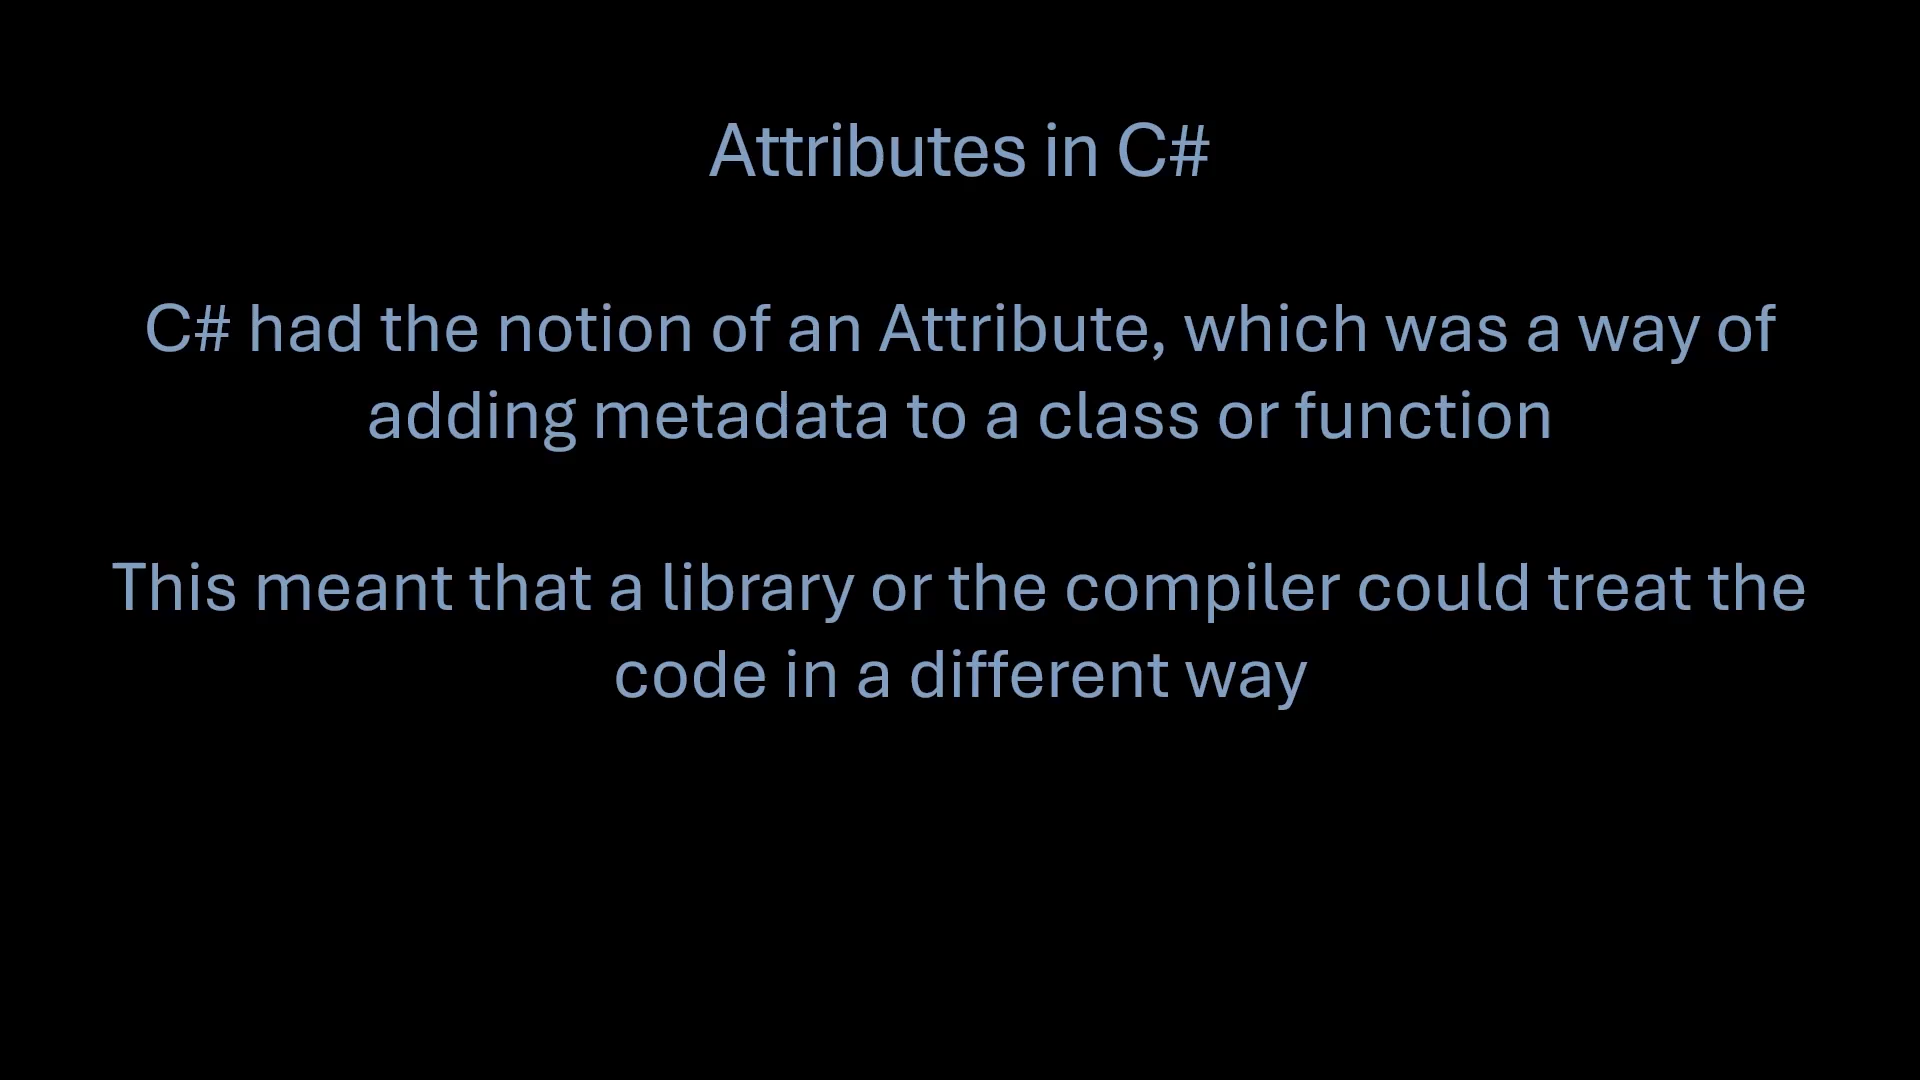 Attributes in C#
C# had the notion of an Attribute, which was a way of
adding metadata to a class or function
This meant that a library or the compiler could treat the
code in a different way